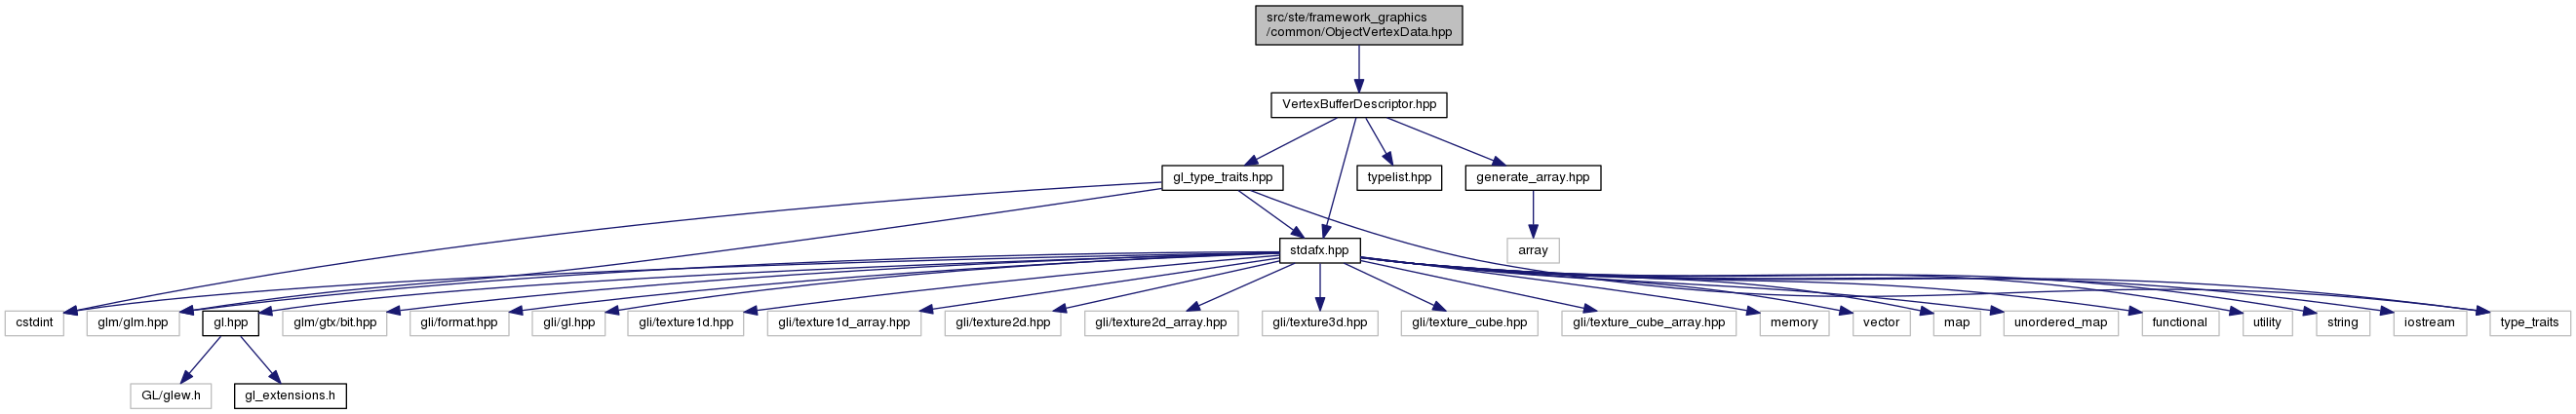 src/ste/framework_graphics
/common/ObjectVertexData.hpp
VertexBufferDescriptor.hpp
gl_type_traits.hpp
typelist.hpp
generate_array.hpp
stdafx.hpp
array
cstdint
glm/glm.hpp
gl.hpp
glm/gtx/bit.hpp
gli/format.hpp
gli/gl.hpp
gli/texture1d.hpp
gli/texture1d_array.hpp
gli/texture2d.hpp
gli/texture2d_array.hpp
gli/texture3d.hpp
gli/texture_cube.hpp
gli/texture_cube_array.hpp
memory
vector
map
unordered_map
functional
utility
string
iostream
type_traits
GL/glew.h
gl_extensions.h